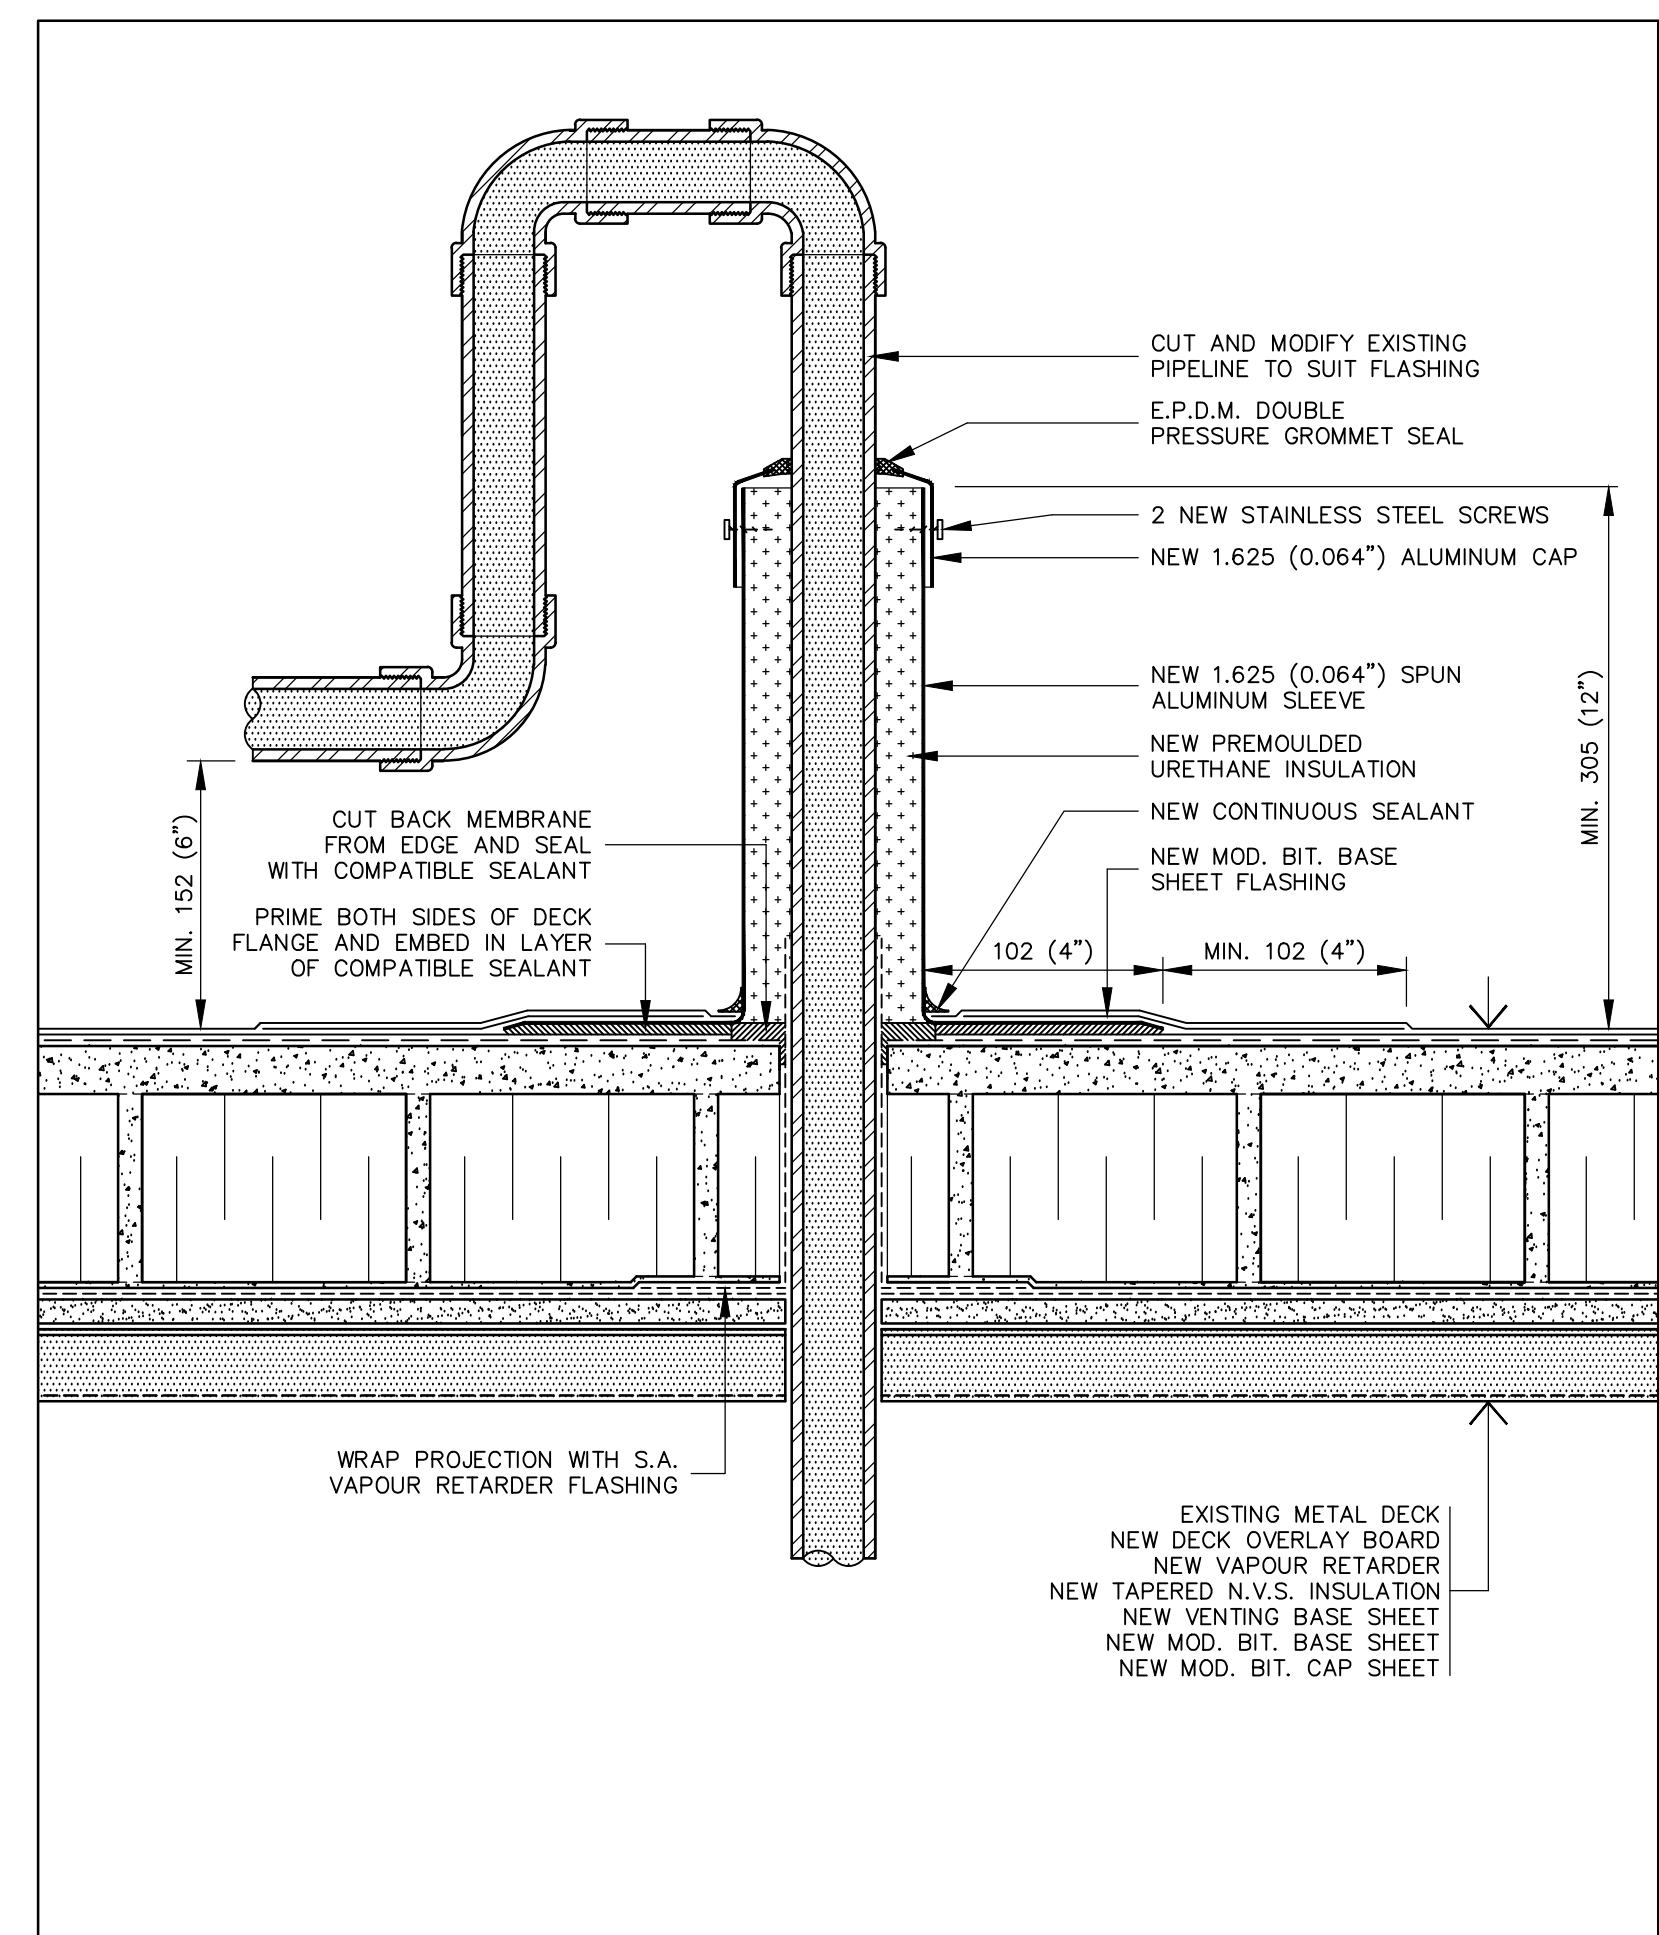 CUT AND MODIFY EXISTING
PIPELINE TO SUIT FLASHING
E.P.D.M. DOUBLE
PRESSURE GROMMET SEAL
2 NEW STAINLESS STEEL SCREWS
NEW 1.625 (0.064”) ALUMINUM CAP
NEW 1.625 (0.064”) SPUN
ALUMINUM SLEEVE
NEW PREMOULDED
URETHANE INSULATION
NEW CONTINUOUS SEALANT
NEW MOD. BIT. BASE
SHEET FLASHING
MIN. 305 (12”)
102 (4”)
MIN. 102 (4”)
MIN. 152 (6”)
CUT BACK MEMBRANE
FROM EDGE AND SEAL
WITH COMPATIBLE SEALANT
PRIME BOTH SIDES OF DECK
FLANGE AND EMBED IN LAYER
OF COMPATIBLE SEALANT
WRAP PROJECTION WITH S.A.
VAPOUR RETARDER FLASHING
EXISTING METAL DECK
NEW DECK OVERLAY BOARD
NEW VAPOUR RETARDER
NEW TAPERED N.V.S. INSULATION
NEW VENTING BASE SHEET
NEW MOD. BIT. BASE SHEET
NEW MOD. BIT. CAP SHEET